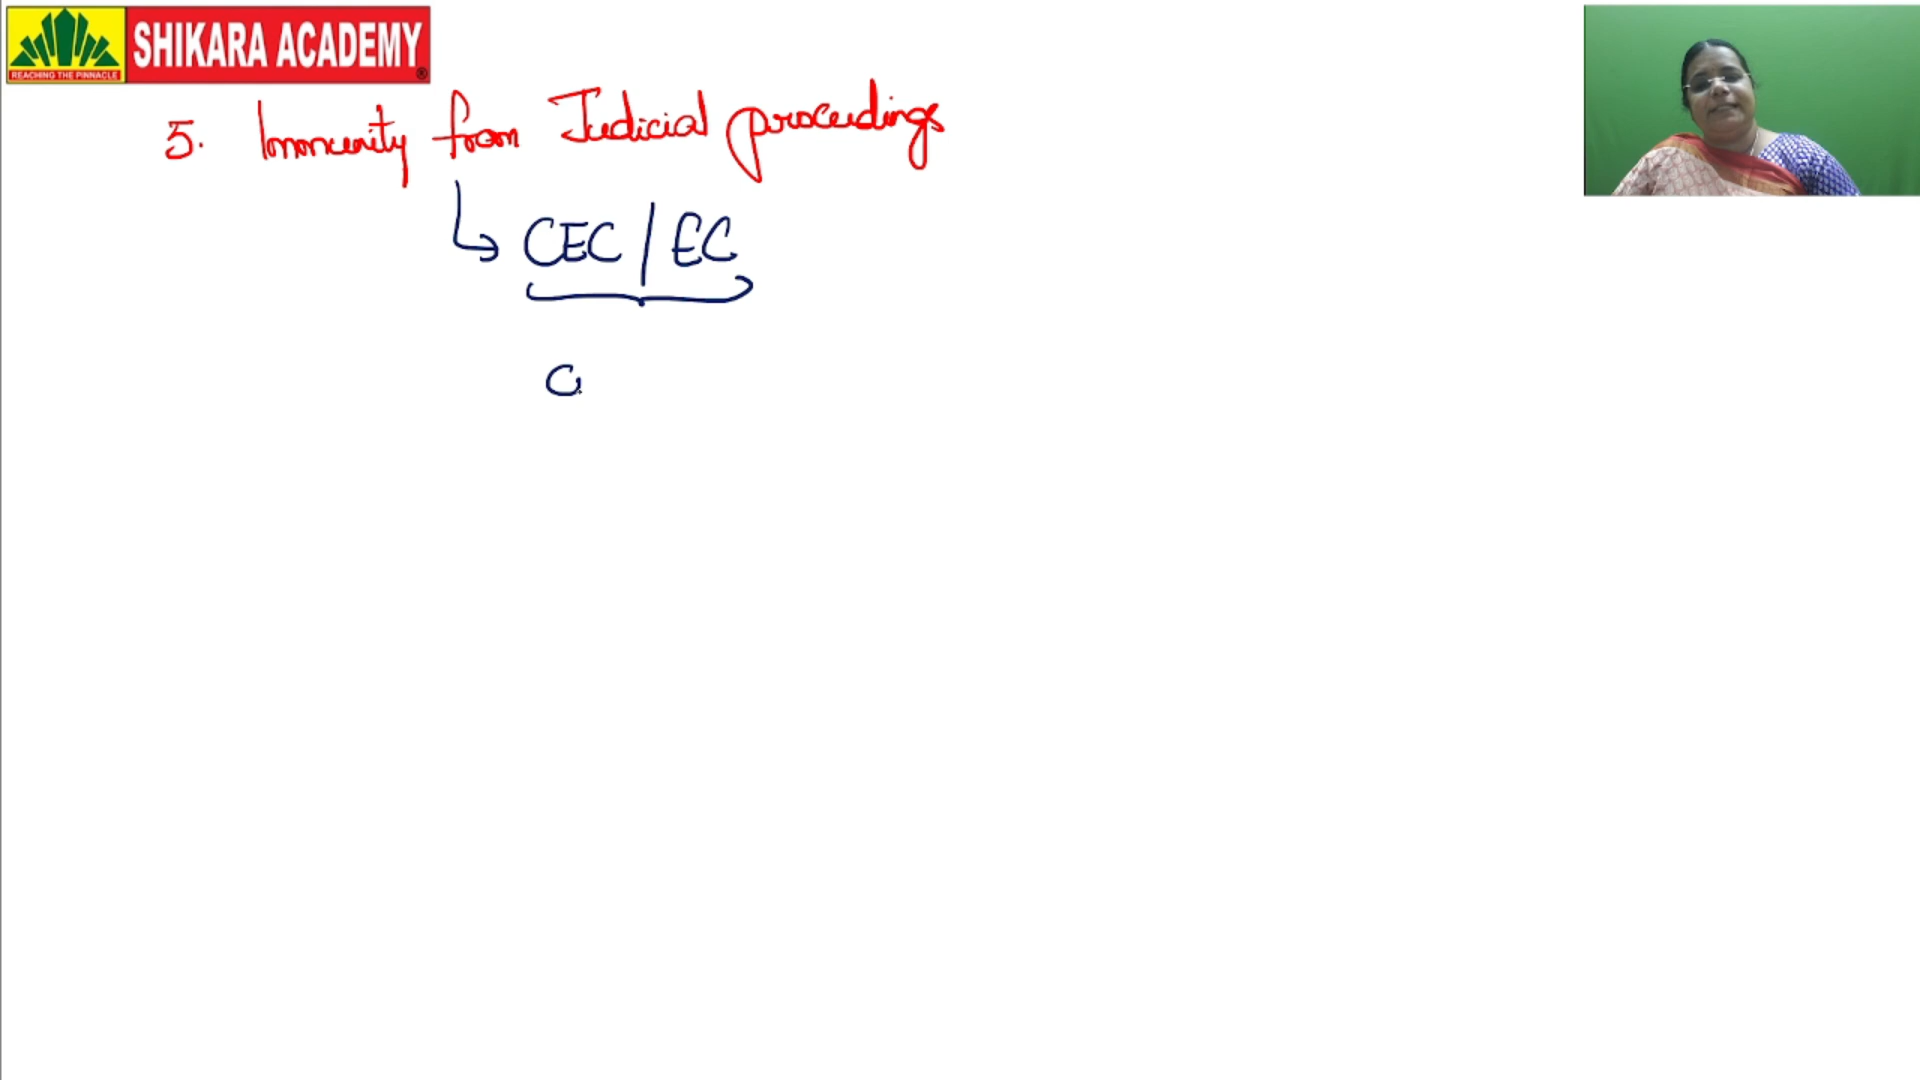 SHIKARA ACADEMY
REACHING THE PINNACLE
5. Immunity from Judicial proceedings
CEC / EC